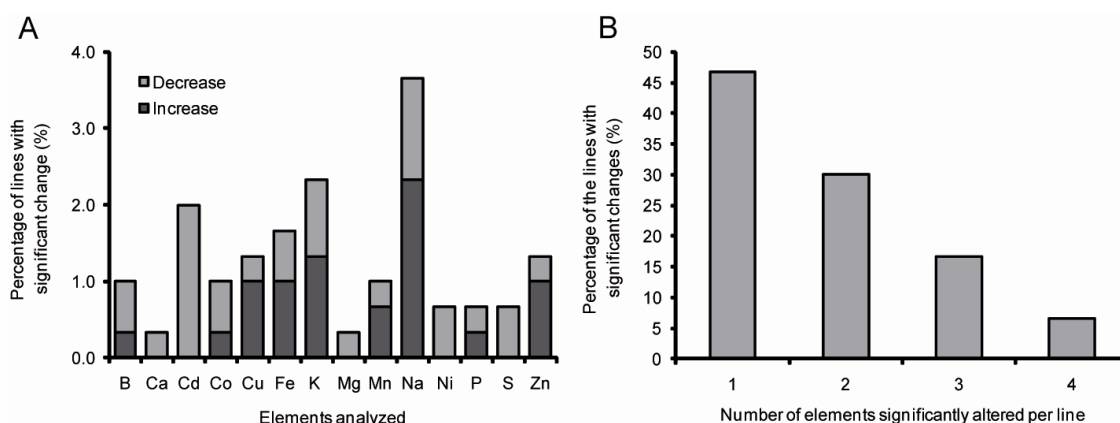 A
Percentage of lines with
significant change (%)
4.0
3.0
2.0
1.0
0.0
Decrease
Increase
B Ca Cd Co Cu Fe K Mg Mn Na Ni P S Zn
Elements analyzed
B
Percentage of the lines with
significant changes (%)
50
45
40
35
30
25
20
15
10
5
0
1 2 3 4
Number of elements significantly altered per line